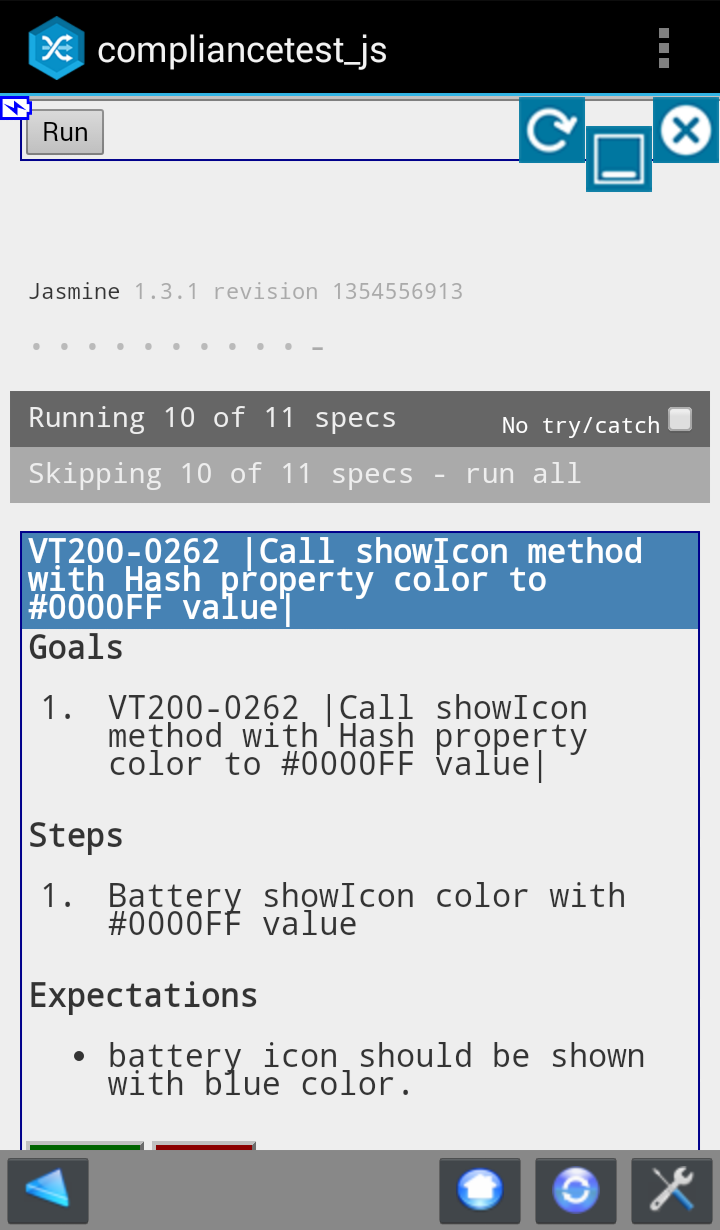 compliancetest_js
Run
Jasmine 1.3.1 revision 1354556913
Running 10 of 11 specs
No try/catch
Skipping 10 of 11 specs - run all
VT200-0262 |Call showIcon method
with Hash property color to
#0000FF value|
Goals
1. VT200-0262 |Call showIcon
method with Hash property
color to #0000FF value|
Steps
1. Battery showIcon color with
#0000FF value
Expectations
• battery icon should be shown
with blue color.